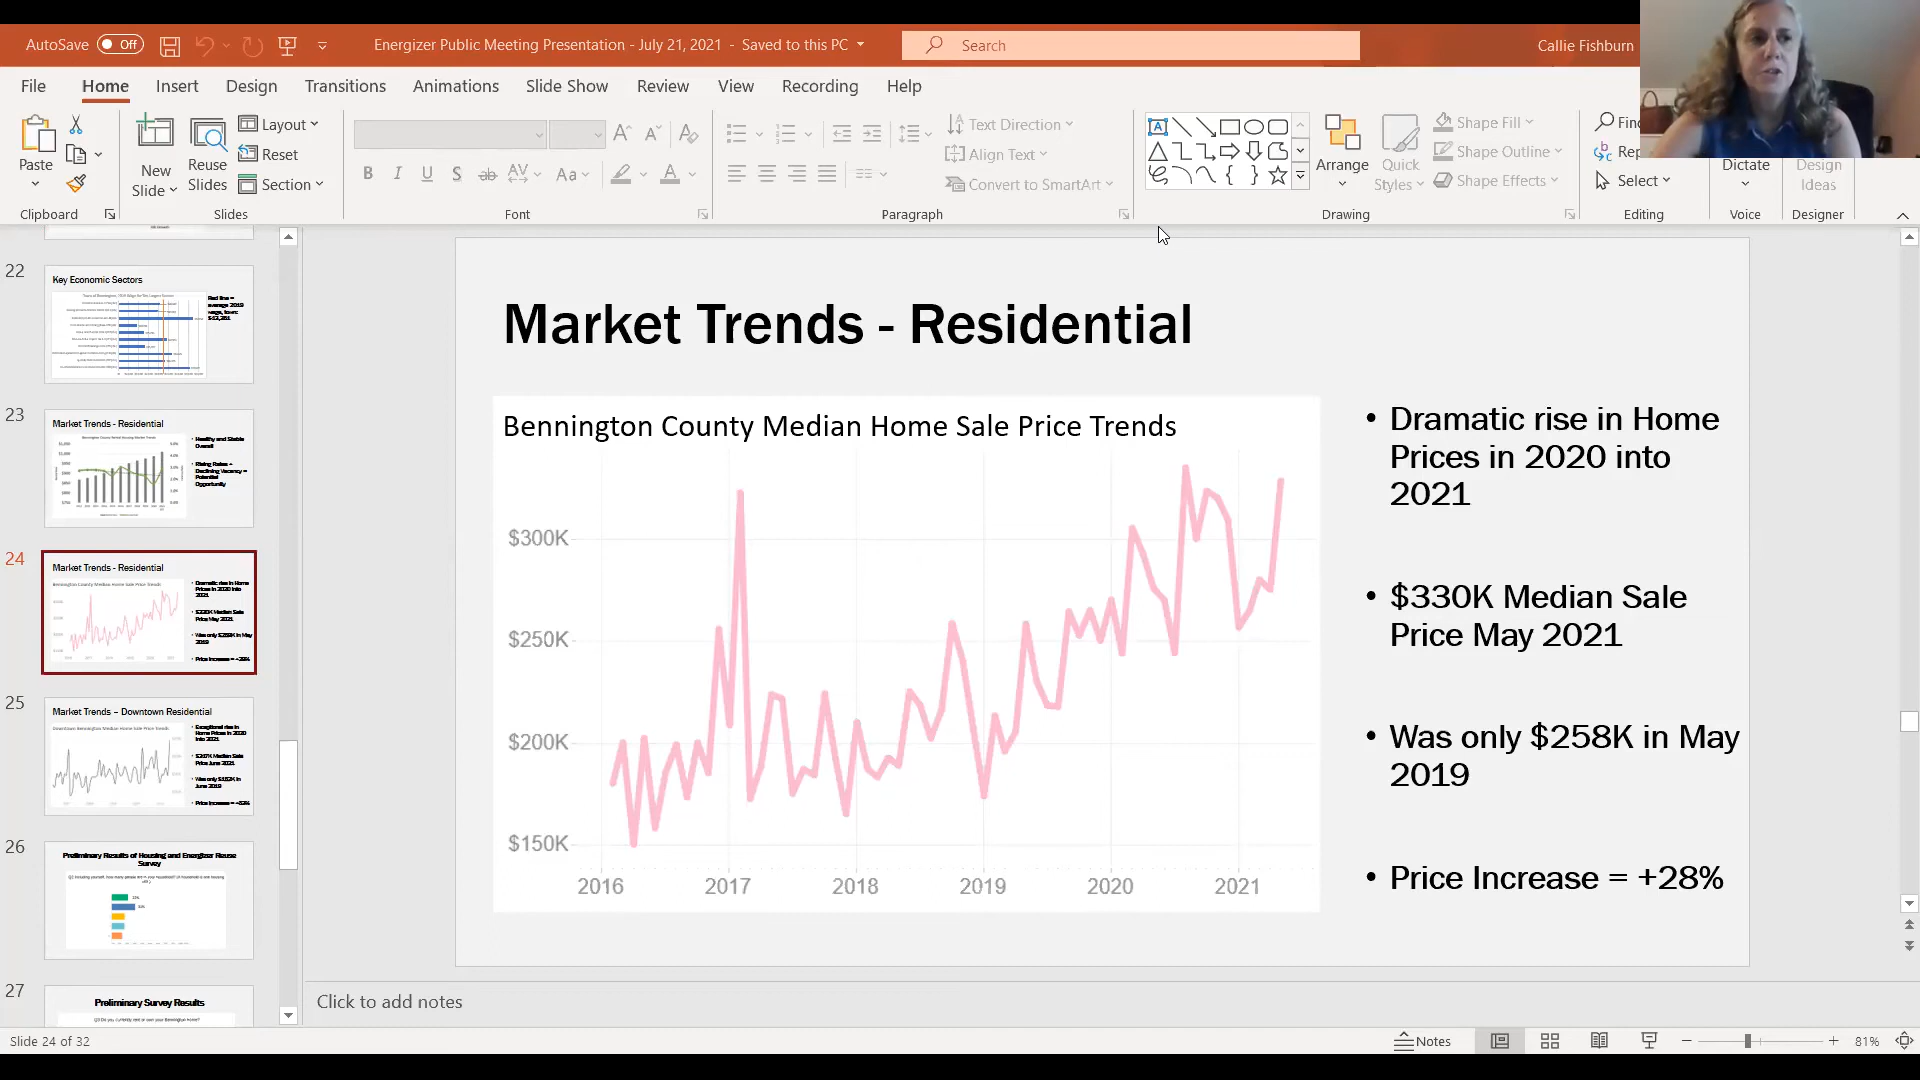 AutoSave Off
Energizer Public Meeting Presentation - July 21, 2021 - Saved to this PC
Search
Callie Fishburn
File Home Insert Design Transitions Animations Slide Show Review View Recording Help
Paste
New Slide
Reuse Slides
Layout
Reset
Section
Text Direction
Align Text
Convert to SmartArt
Arrange
Quick Styles
Shape Fill
Shape Outline
Shape Effects
Select
Dictate
Design Ideas
Clipboard
Slides
Font
Paragraph
Drawing
Editing
Voice
Designer
22
Key Economic Sectors
23
Market Trends - Residential
24
Market Trends - Residential
25
Market Trends – Downtown Residential
26
Preliminary Results of Housing and Energizer Reuse
Survey
27
Preliminary Survey Results
Market Trends - Residential
Bennington County Median Home Sale Price Trends
$300K
$250K
$200K
$150K
2016 2017 2018 2019 2020 2021
• Dramatic rise in Home
Prices in 2020 into
2021
• $330K Median Sale
Price May 2021
• Was only $258K in May
2019
• Price Increase = +28%
Click to add notes
Slide 24 of 32
Notes
81%